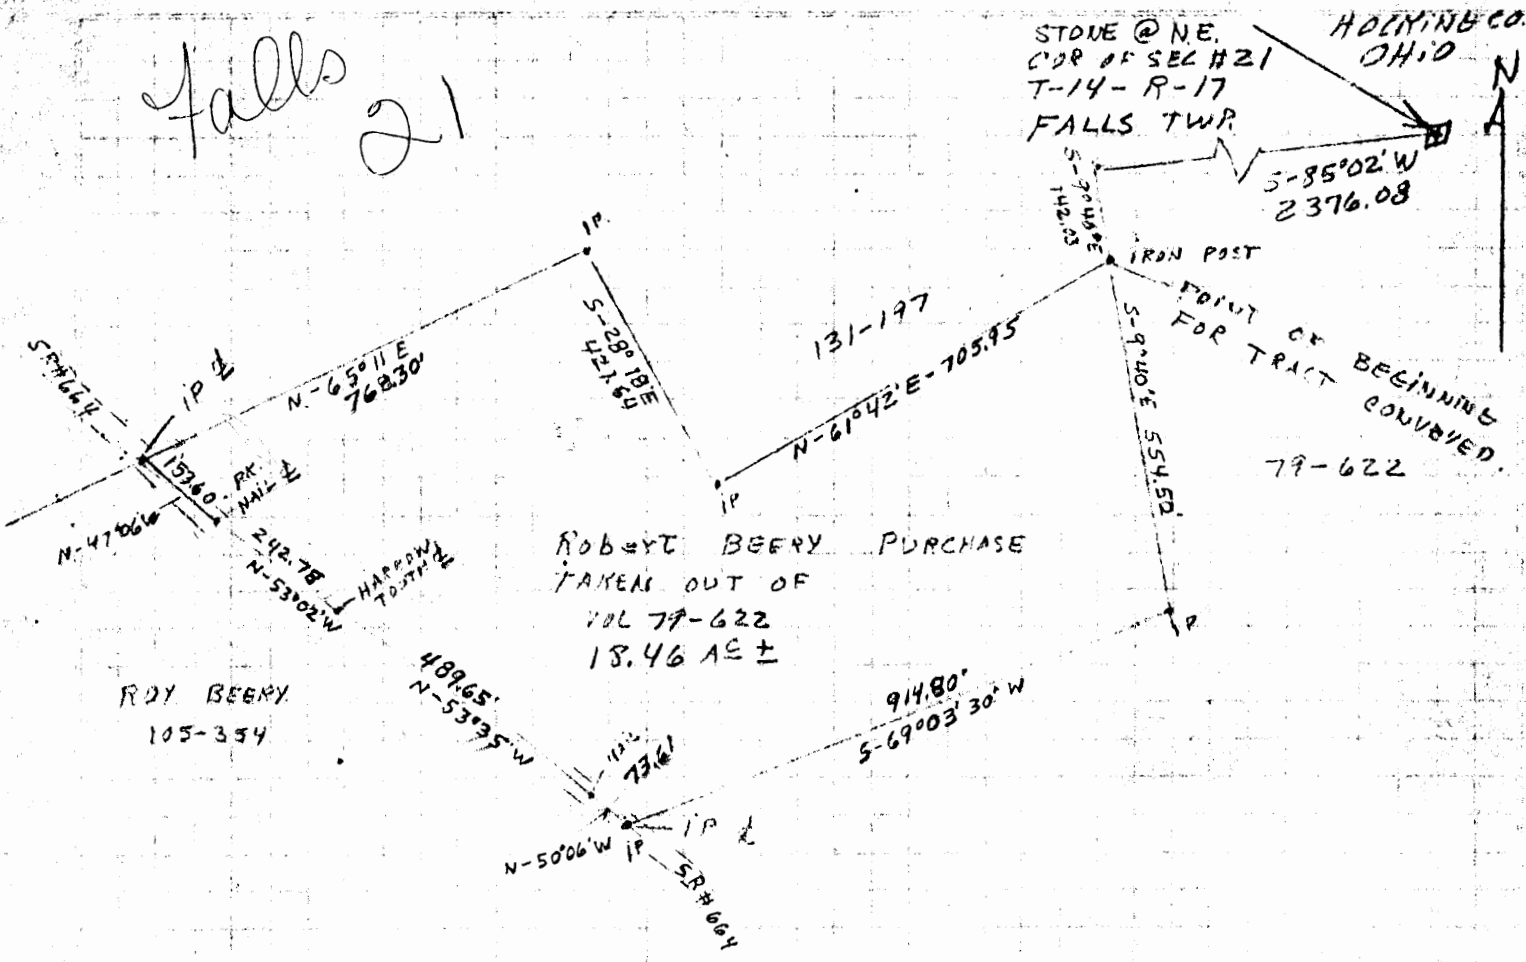 Falls
21
STONE @ N.E.
COR OF SEC #21
T-14- R-17
FALLS TWP.
HOCKING CO.
OHIO
N
S-85°02' W
2376.08
S-7°40'E
142.03
IRON POST
POINT OF BEGINNING
FOR TRACT CONVEYED.
IP
S-28°18'E
427.64
131-197
N-61°42'E-705.95
S-9°40'E 554.52'
79-622
SR#664
IP
N-65°11 E
768.30'
153.60
P.K.
NAIL
N-47°06'W
242.78
N-53°02'W
HARROW
TOOTH
IP
ROBERT BEERY PURCHASE
TAKEN OUT OF
VOL 79-622
18.46 AC ±
IP
ROY BEERY
105-354
489.65'
N-53°35'W
914.80'
S-69°03'30" W
73.61
IP
N-50°06'W
IP
SR#664